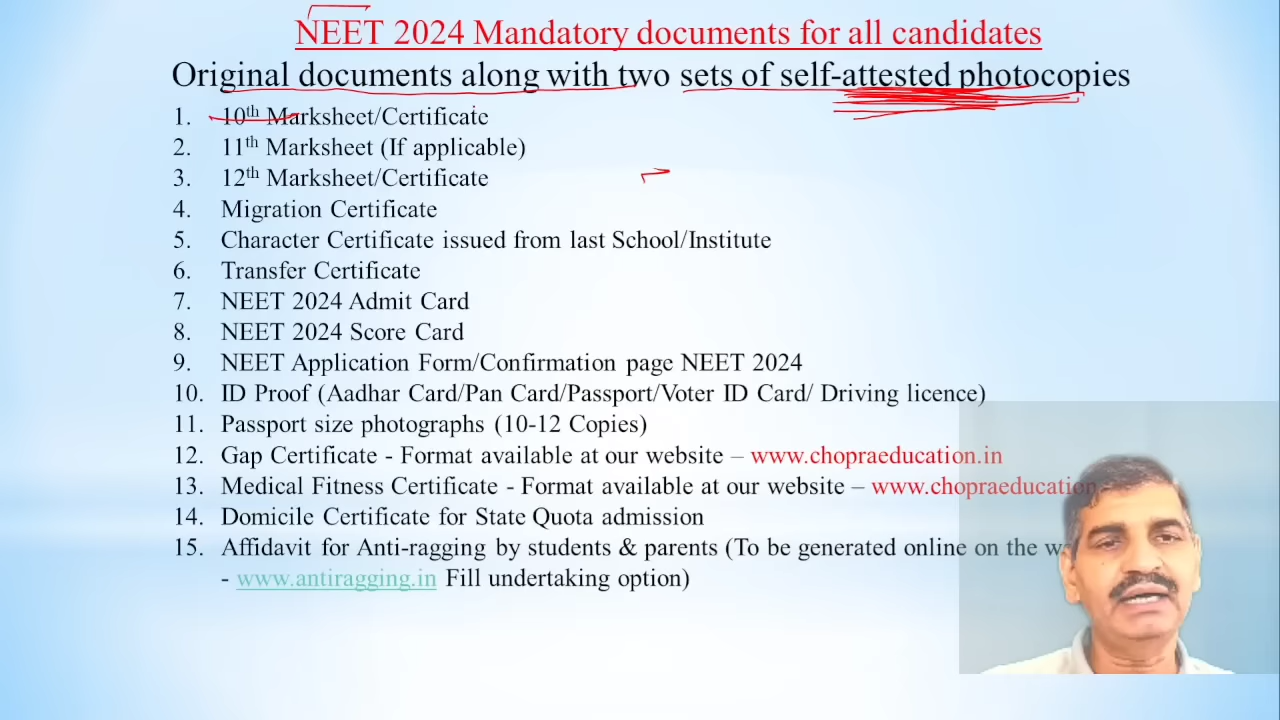 NEET 2024 Mandatory documents for all candidates
Original documents along with two sets of self-attested photocopies
1. 10th Marksheet/Certificate
2. 11th Marksheet (If applicable)
3. 12th Marksheet/Certificate
4. Migration Certificate
5. Character Certificate issued from last School/Institute
6. Transfer Certificate
7. NEET 2024 Admit Card
8. NEET 2024 Score Card
9. NEET Application Form/Confirmation page NEET 2024
10. ID Proof (Aadhar Card/Pan Card/Passport/Voter ID Card/ Driving licence)
11. Passport size photographs (10-12 Copies)
12. Gap Certificate - Format available at our website – www.chopraeducation.in
13. Medical Fitness Certificate - Format available at our website – www.chopraeducation
14. Domicile Certificate for State Quota admission
15. Affidavit for Anti-ragging by students & parents (To be generated online on the
- www.antiragging.in Fill undertaking option)